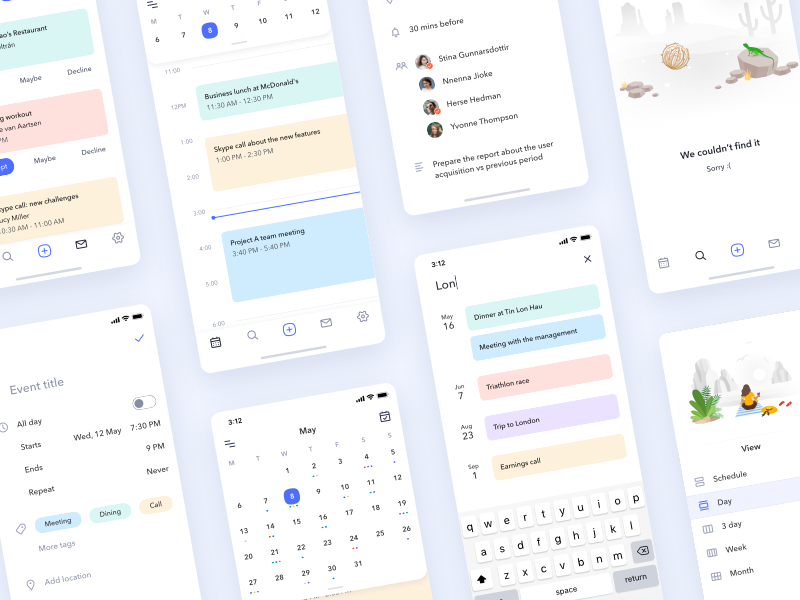 ao's Restaurant
eltrán
Maybe
Decline
g workout
e van Aartsen
PM
pt
Maybe
Decline
kype call: new challenges
ucy Miller
0:30 AM - 11:00 AM
M T W T F S S
6 7 8 9 10 11 12
11:00
Business lunch at McDonald's
11:30 AM - 12:30 PM
12PM
Skype call about the new features
1:00 PM - 2:30 PM
1:00
2:00
3:00
Project A team meeting
3:40 PM - 5:40 PM
4:00
5:00
6:00
30 mins before
Stina Gunnarsdottir
Nnenna Jioke
Herse Hedman
Yvonne Thompson
Prepare the report about the user
acquisition vs previous period
We couldn't find it
Sorry :(
Event title
All day
Starts Wed, 12 May 7:30 PM
Ends 9 PM
Repeat Never
Meeting Dining Call
More tags
Add location
3:12
May
M T W T F S S
1 2 3 4 5
6 7 8 9 10 11 12
13 14 15 16 17 18 19
20 21 22 23 24 25 26
27 28 29 30 31
3:12
Lon
May
16
Dinner at Tin Lon Hau
Meeting with the management
Jun
7
Triathlon race
Aug
23
Trip to London
Sep
1
Earnings call
q w e r t y u i o p
a s d f g h j k l
z x c v b n m
space return
View
Schedule
Day
3 day
Week
Month